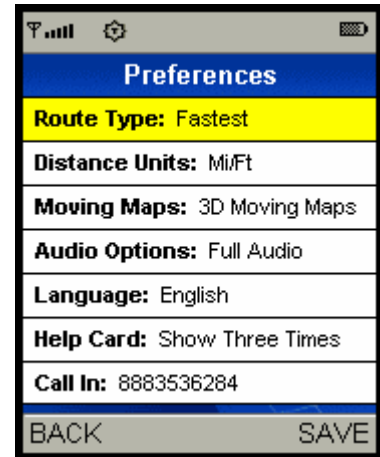 Preferences
Route Type: Fastest
Distance Units: Mi/Ft
Moving Maps: 3D Moving Maps
Audio Options: Full Audio
Language: English
Help Card: Show Three Times
Call In: 8883536284
BACK SAVE